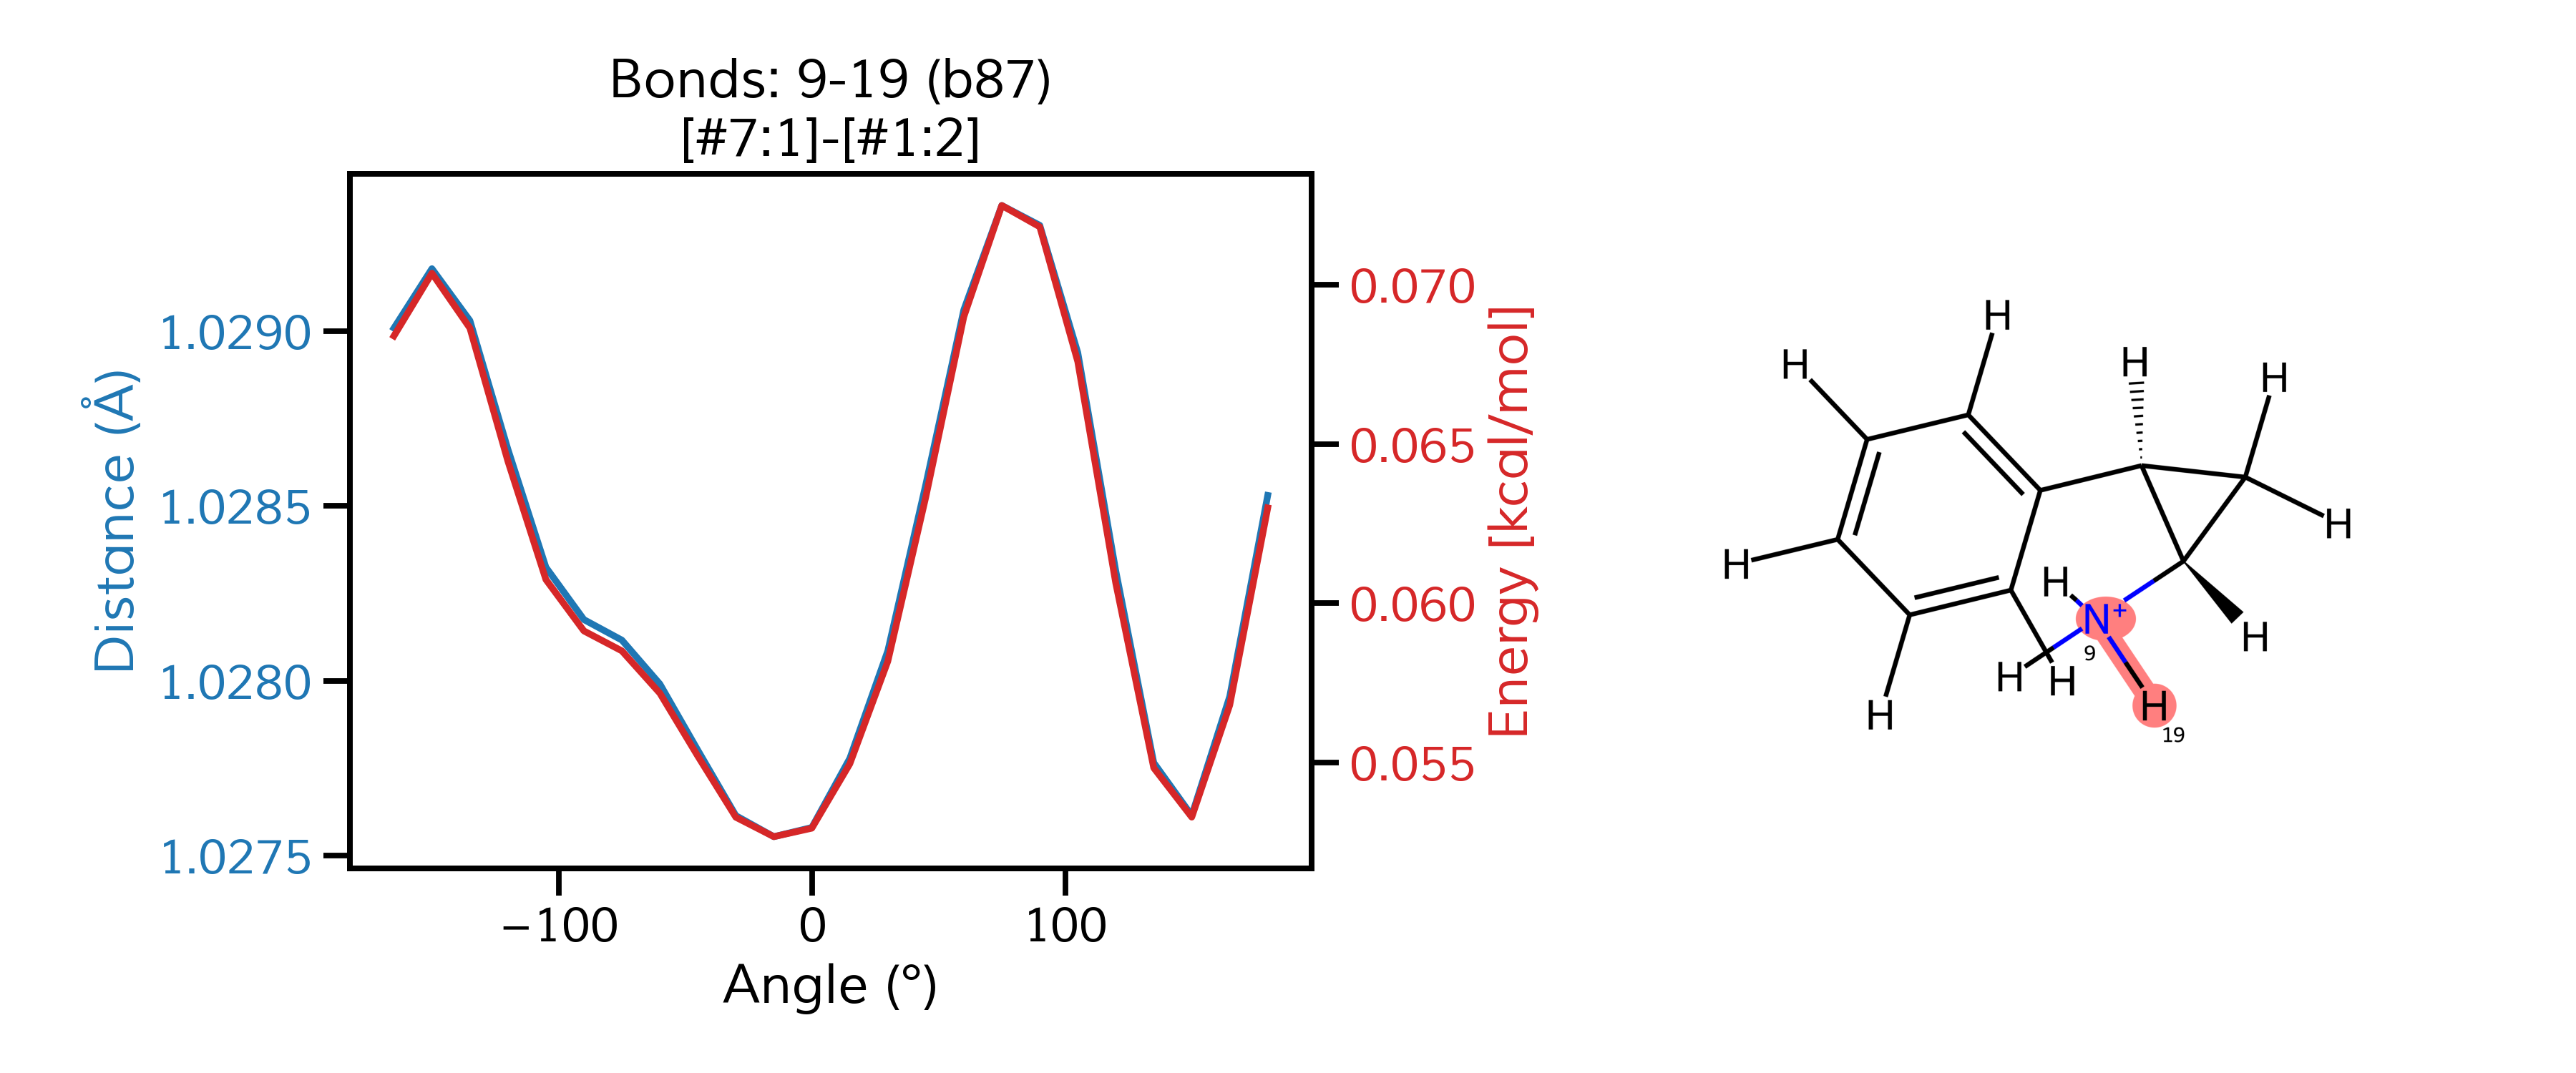 Bonds: 9-19 (b87)
[#7:1]-[#1:2]
Distance (Å)
1.0290
1.0285
1.0280
1.0275
−100 0 100
Angle (°)
0.070
0.065
0.060
0.055
Energy [kcal/mol]
H
H
H
H
H
H
H
H N+
9
H
H H
H
H
19